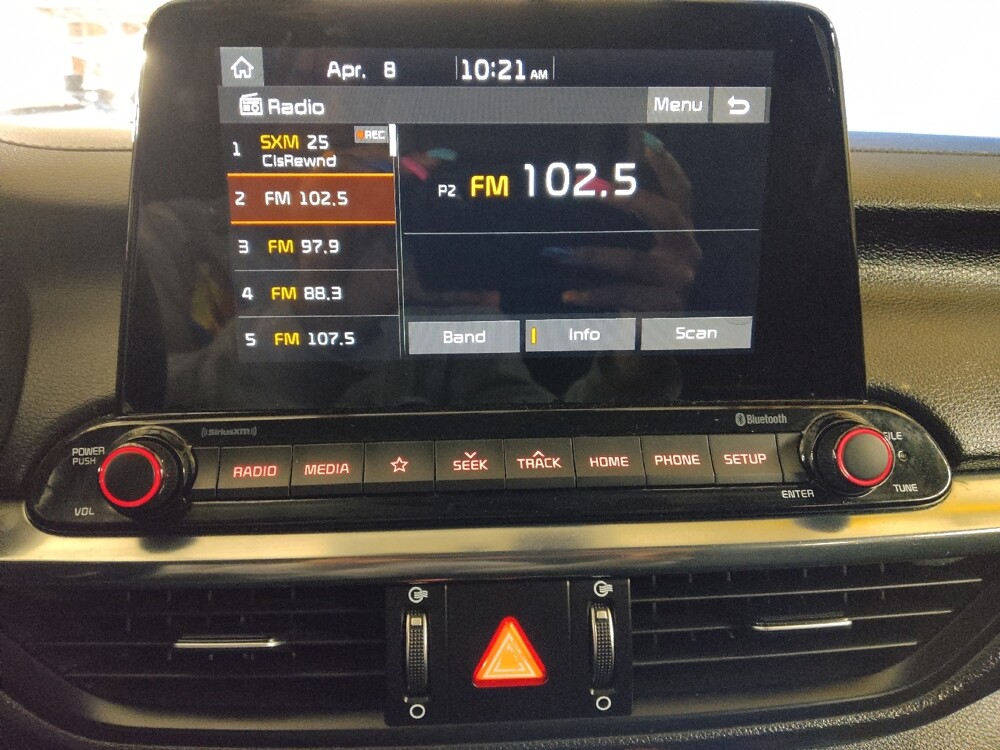 Apr. 8 10:21 AM
Radio Menu
1 SXM 25 REC
ClsRewnd
2 FM 102.5
3 FM 97.9
4 FM 88.3
5 FM 107.5
P2 FM 102.5
Band Info Scan
((SiriusXM))
Bluetooth
POWER
PUSH
VOL
RADIO MEDIA SEEK TRACK HOME PHONE SETUP
ENTER
FILE
TUNE